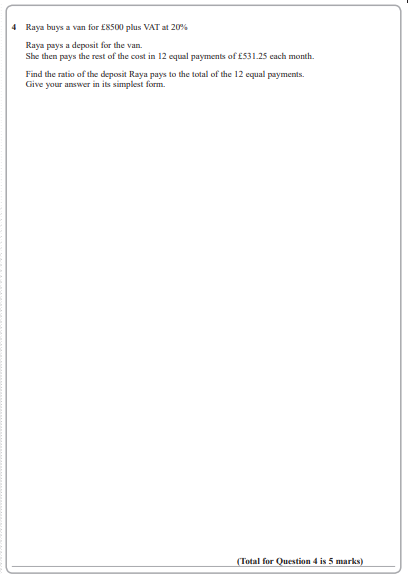 4 Raya buys a van for £8500 plus VAT at 20%
Raya pays a deposit for the van.
She then pays the rest of the cost in 12 equal payments of £531.25 each month.
Find the ratio of the deposit Raya pays to the total of the 12 equal payments.
Give your answer in its simplest form.
(Total for Question 4 is 5 marks)